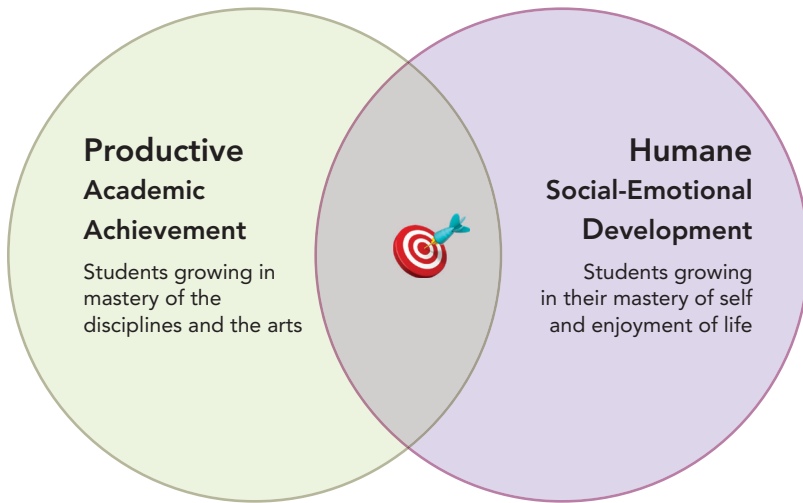 Productive
Academic
Achievement
Students growing in
mastery of the
disciplines and the arts
Humane
Social-Emotional
Development
Students growing
in their mastery of self
and enjoyment of life